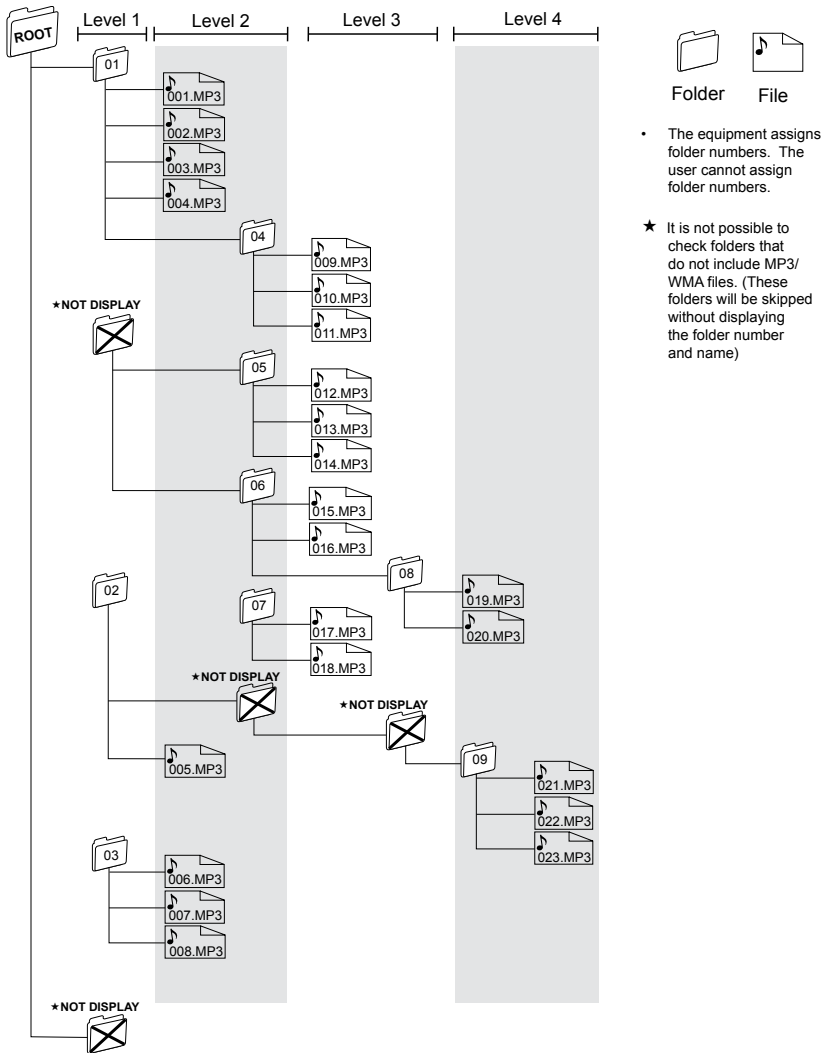 ROOT
Level 1
Level 2
Level 3
Level 4
01
001.MP3
002.MP3
003.MP3
004.MP3
04
009.MP3
010.MP3
011.MP3
★NOT DISPLAY
05
012.MP3
013.MP3
014.MP3
06
015.MP3
016.MP3
08
019.MP3
020.MP3
02
07
017.MP3
018.MP3
★NOT DISPLAY
★NOT DISPLAY
09
021.MP3
022.MP3
023.MP3
005.MP3
03
006.MP3
007.MP3
008.MP3
★NOT DISPLAY
Folder
File
• The equipment assigns
folder numbers. The
user cannot assign
folder numbers.
★ It is not possible to
check folders that
do not include MP3/
WMA files. (These
folders will be skipped
without displaying
the folder number
and name)